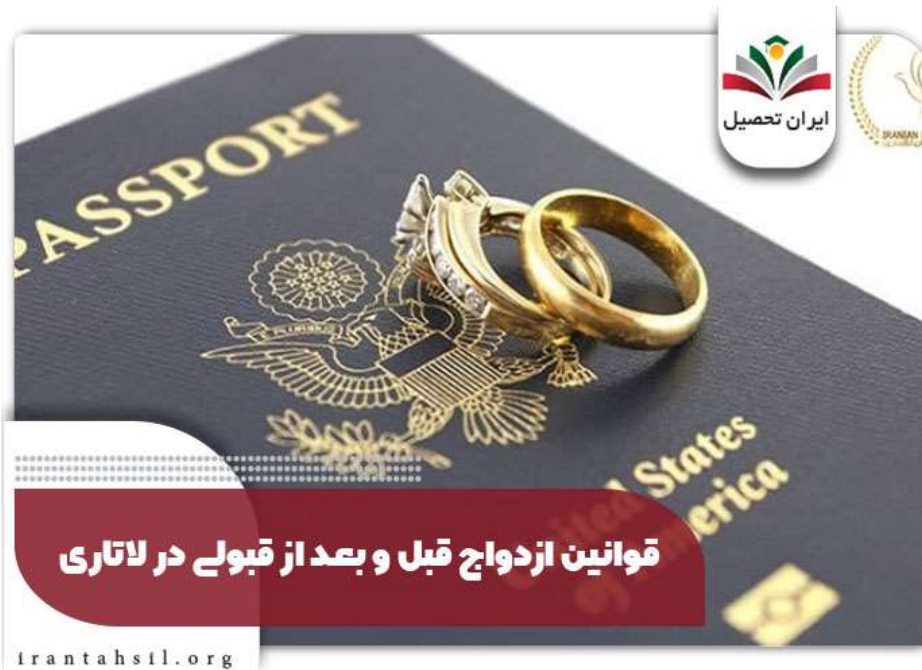 ایران تحصیل
PASSPORT
United States
of America
قوانین ازدواج قبل و بعد از قبولی در لاتاری
irantahsil.org